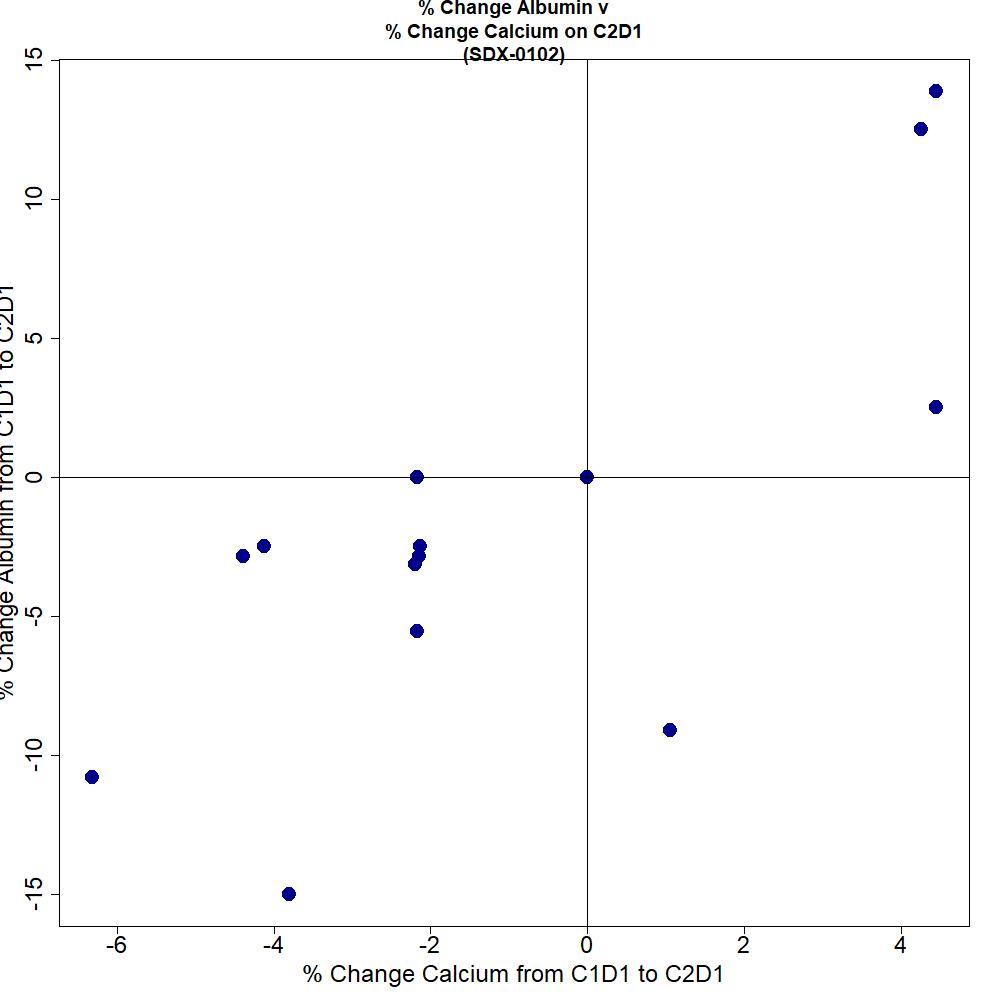 % Change Albumin v
% Change Calcium on C2D1
(SDX-0102)
15
10
5
0
-5
-10
-15
% Change Albumin from C1D1 to C2D1
-6
-4
-2
0
2
4
% Change Calcium from C1D1 to C2D1